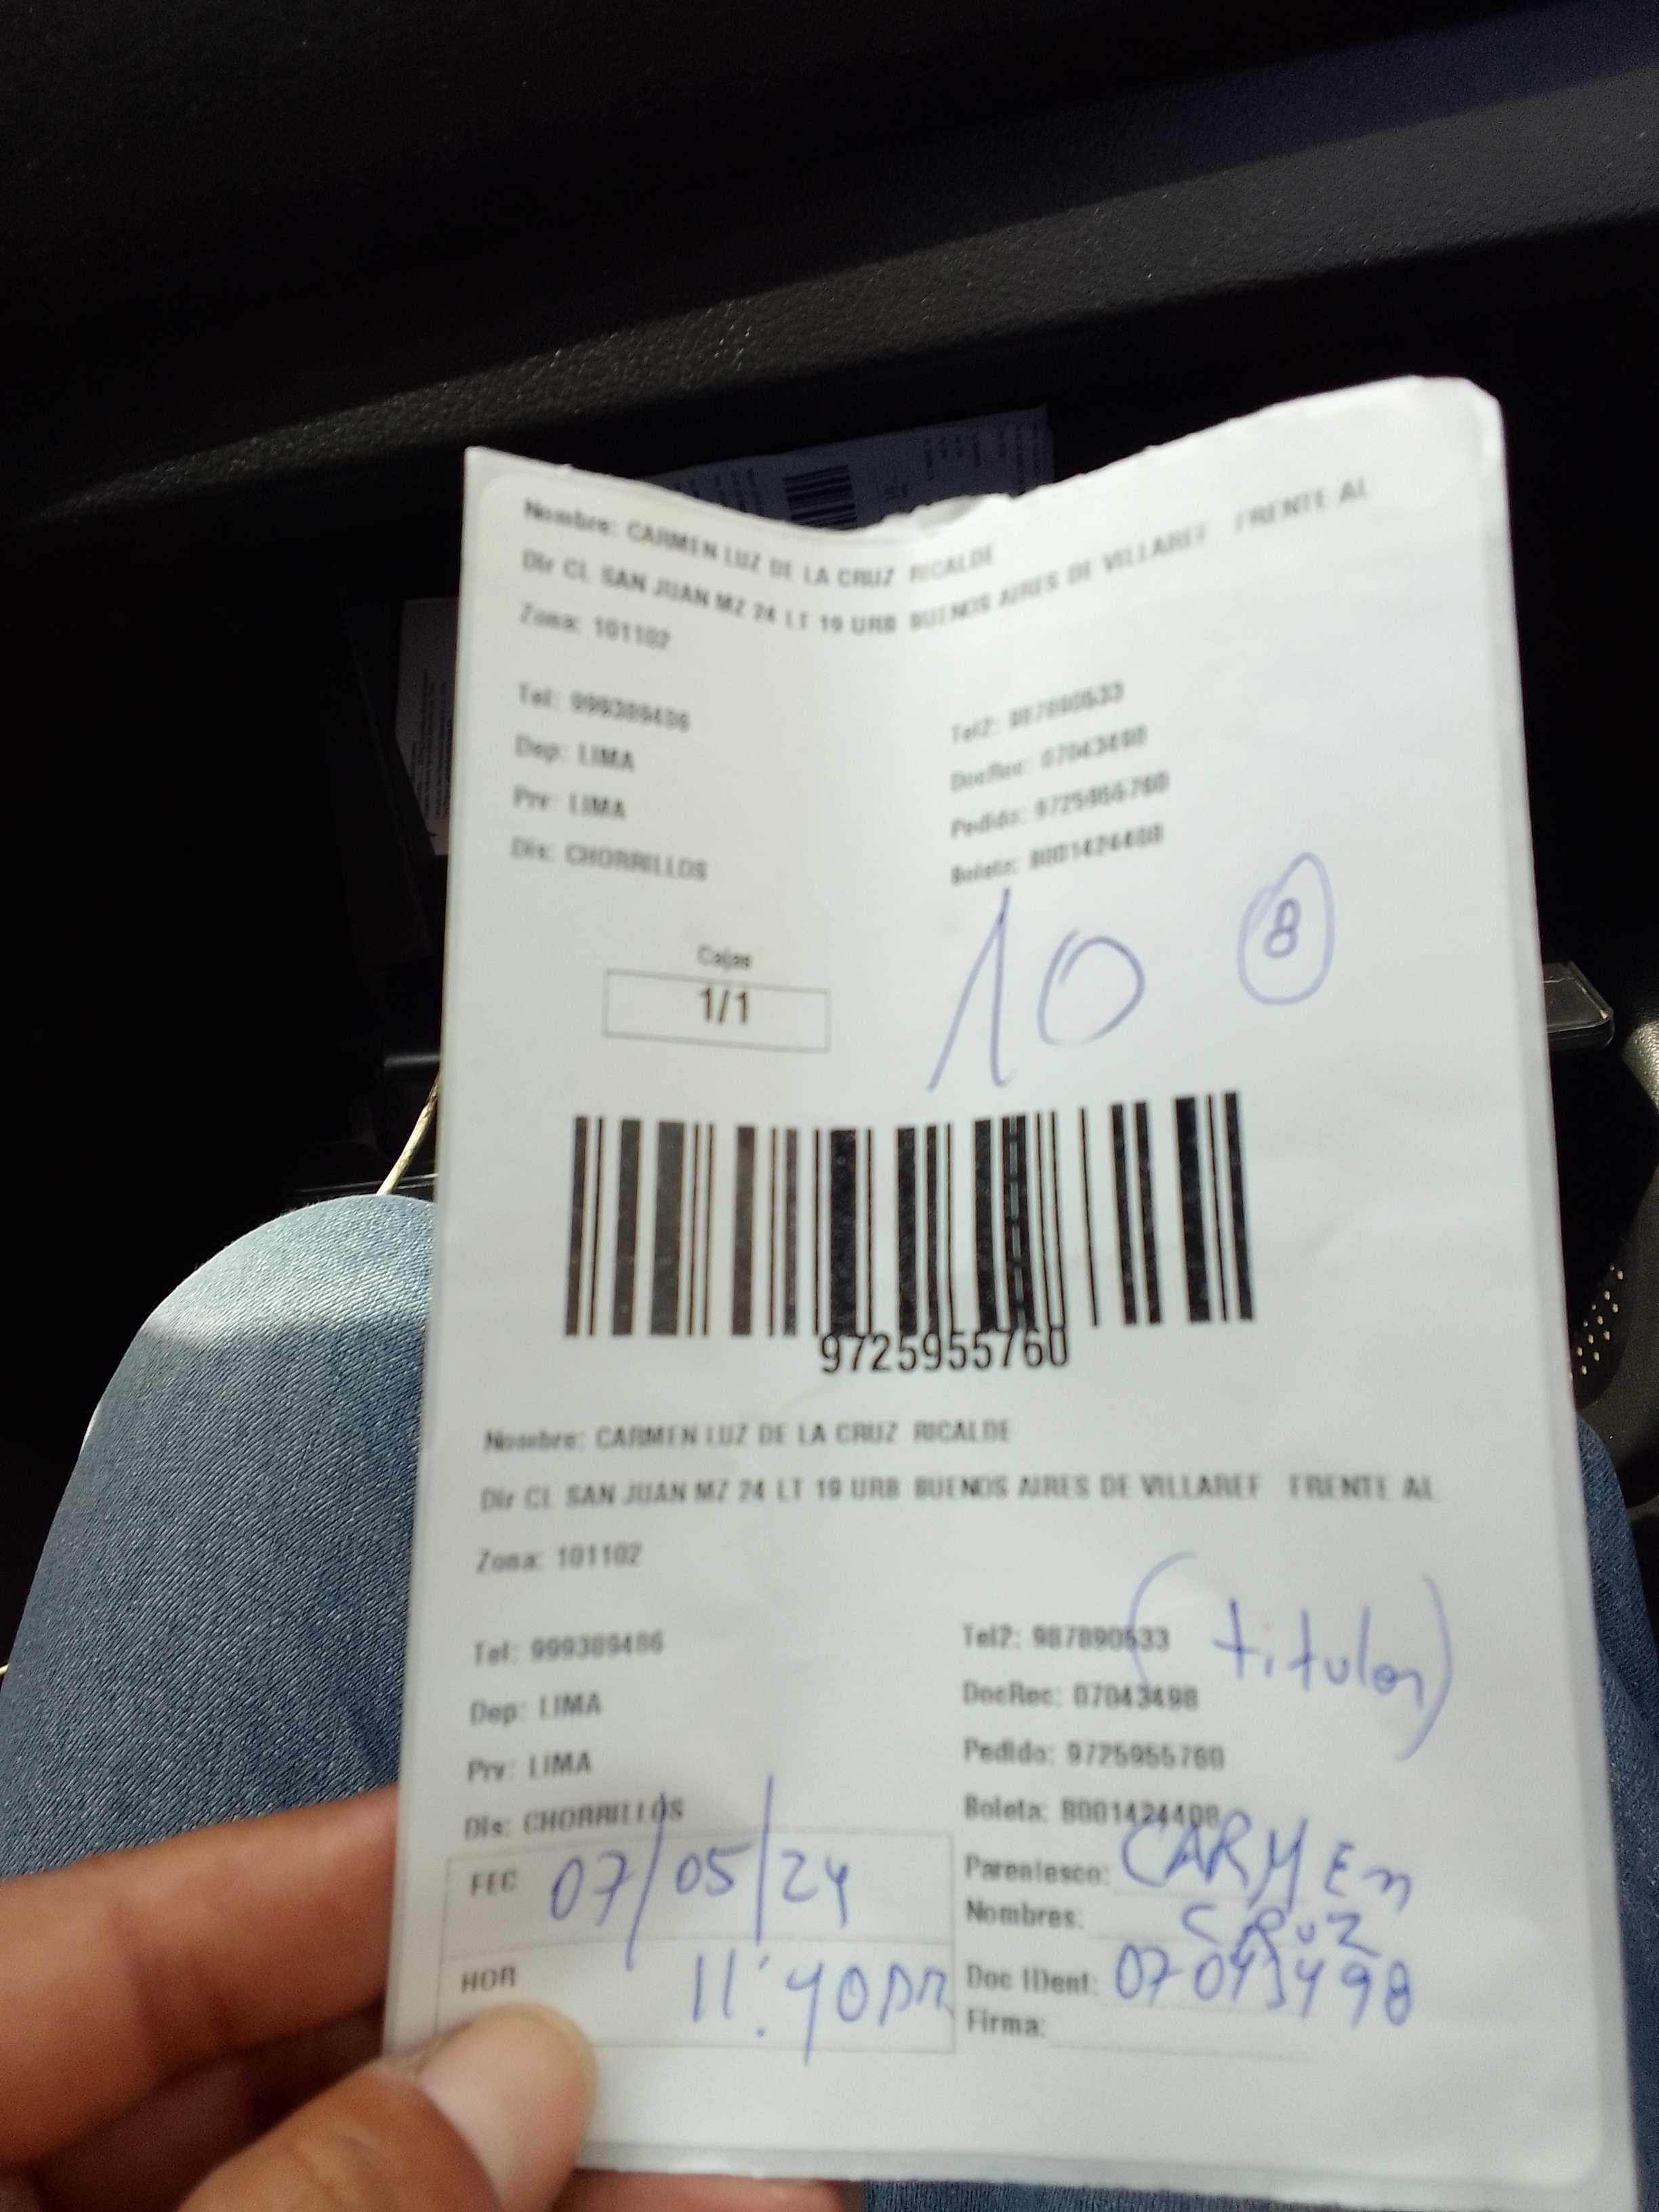 Nombre: CARMEN LUZ DE LA CRUZ RICALDE
Dir CL SAN JUAN MZ 24 LT 19 URB BUENOS AIRES DE VILLAREF FRENTE AL
Zona: 101102
Tel: 999389486 Tel2: 987890533
Dep: LIMA DocRec: 07043498
Prv: LIMA Pedido: 9725955760
Dis: CHORRILLOS Boleta: B001424408
Cajas
1/1
10 8
9725955760
Nombre: CARMEN LUZ DE LA CRUZ RICALDE
Dir CL SAN JUAN MZ 24 LT 19 URB BUENOS AIRES DE VILLAREF FRENTE AL
Zona: 101102
(titular)
Tel: 999389486 Tel2: 987890533
Dep: LIMA DocRec: 07043498
Prv: LIMA Pedido: 9725955760
Dis: CHORRILLOS Boleta: B001424408
FEC 07/05/24 Parentesco: CARMEn
Nombres: CRUZ
HOR 11:40 Doc IDent: 07043498
Firma: